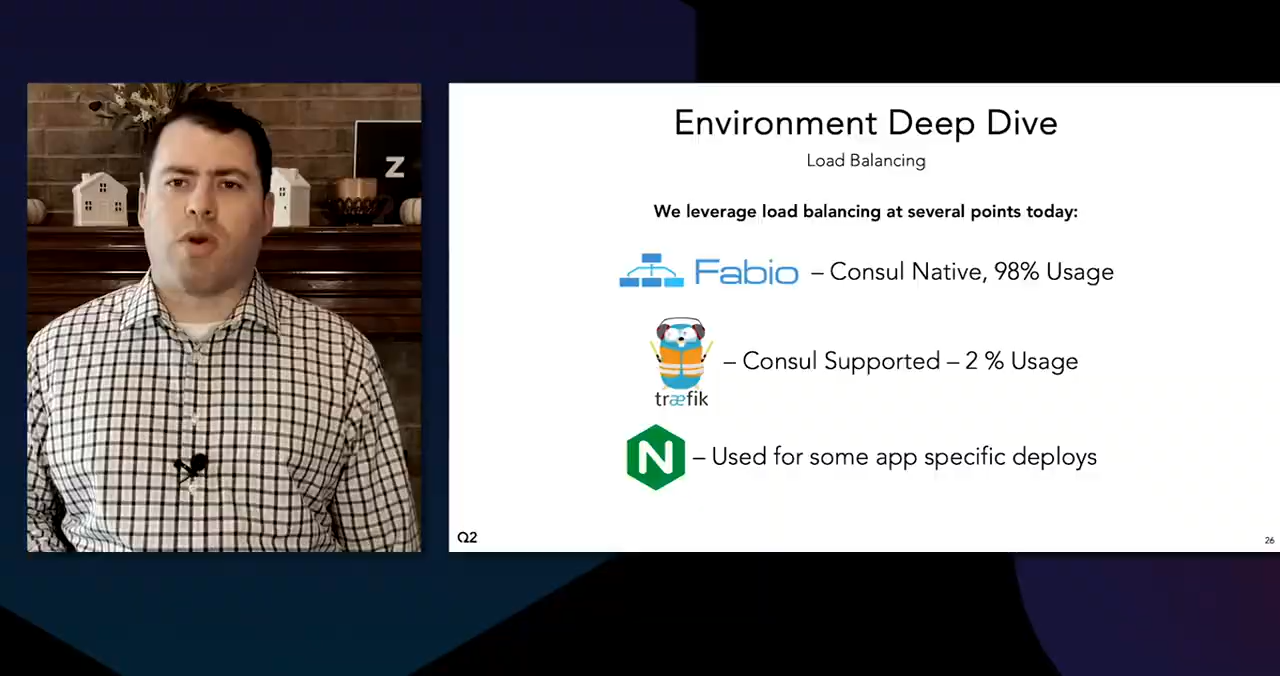 Z
Environment Deep Dive
Load Balancing
We leverage load balancing at several points today:
Fabio – Consul Native, 98% Usage
træfik – Consul Supported – 2 % Usage
N – Used for some app specific deploys
Q2
26